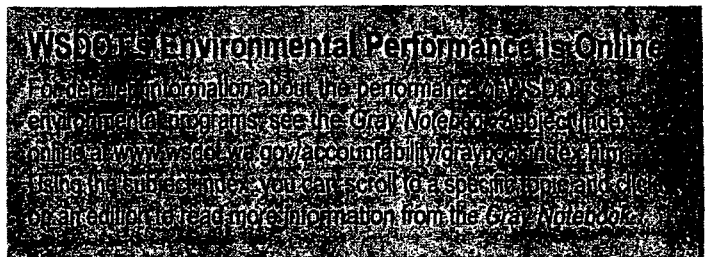 WSDOT's Environmental Performance is Online
For detailed information about the performance of WSDOT's
environmental programs, see the Gray Notebook Subject Index
online at www.wsdot.wa.gov/accountability/graybookindex.htm.
Using the subject index, you can scroll to a specific topic and click
on an edition to read more information from the Gray Notebook.